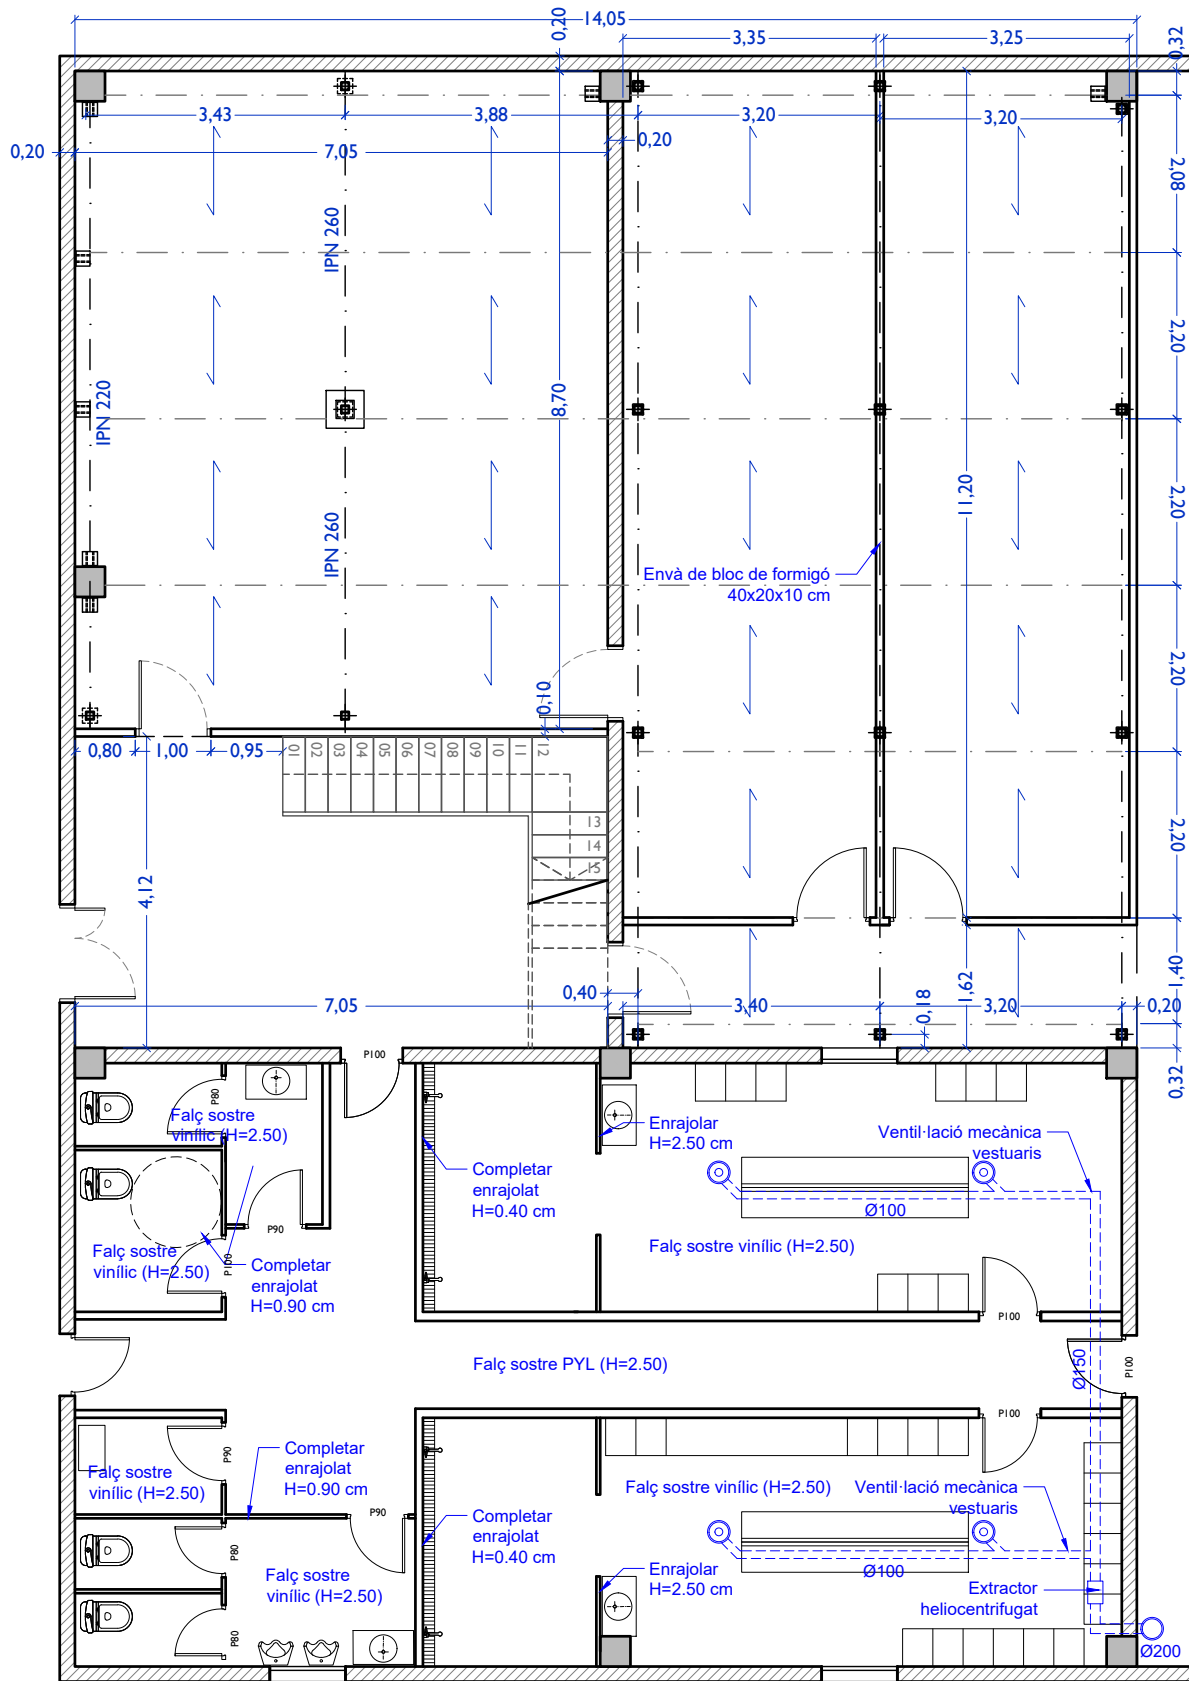 14,05
0,20
3,35
3,25
0,32
3,43
3,88
3,20
3,20
0,20
7,05
0,20
2,08
IPN 260
2,20
IPN 220
8,70
11,20
2,20
IPN 260
Envà de bloc de formigó
40x20x10 cm
2,20
0,10
0,80
1,00
0,95
01
02
03
04
05
06
07
08
09
10
11
12
13
14
15
2,20
4,12
7,05
0,40
3,40
0,18
1,62
3,20
1,40
0,20
0,32
P100
P80
Falç sostre
vinílic (H=2.50)
Enrajolar
H=2.50 cm
Ventil·lació mecànica
vestuaris
Completar
enrajolat
H=0.40 cm
Ø100
P90
Falç sostre
vinílic (H=2.50)
P100
Completar
enrajolat
H=0.90 cm
Falç sostre vinílic (H=2.50)
P100
Falç sostre PYL (H=2.50)
Ø150
P100
P100
Falç sostre
vinílic (H=2.50)
P90
Completar
enrajolat
H=0.90 cm
Falç sostre vinílic (H=2.50)
Ventil·lació mecànica
vestuaris
P90
Completar
enrajolat
H=0.40 cm
P80
Falç sostre
vinílic (H=2.50)
Enrajolar
H=2.50 cm
Ø100
Extractor
heliocentrifugat
P80
Ø200